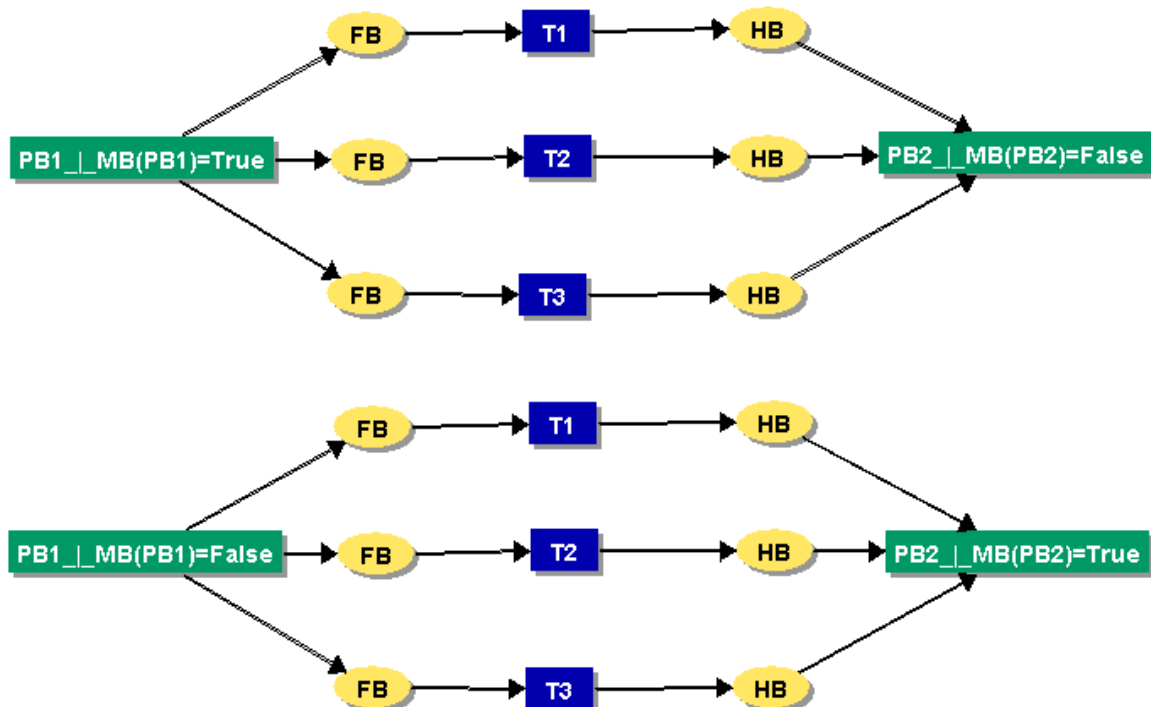 FB T1 HB
PB1_|_MB(PB1)=True FB T2 HB PB2_|_MB(PB2)=False
FB T3 HB
FB T1 HB
PB1_|_MB(PB1)=False FB T2 HB PB2_|_MB(PB2)=True
FB T3 HB